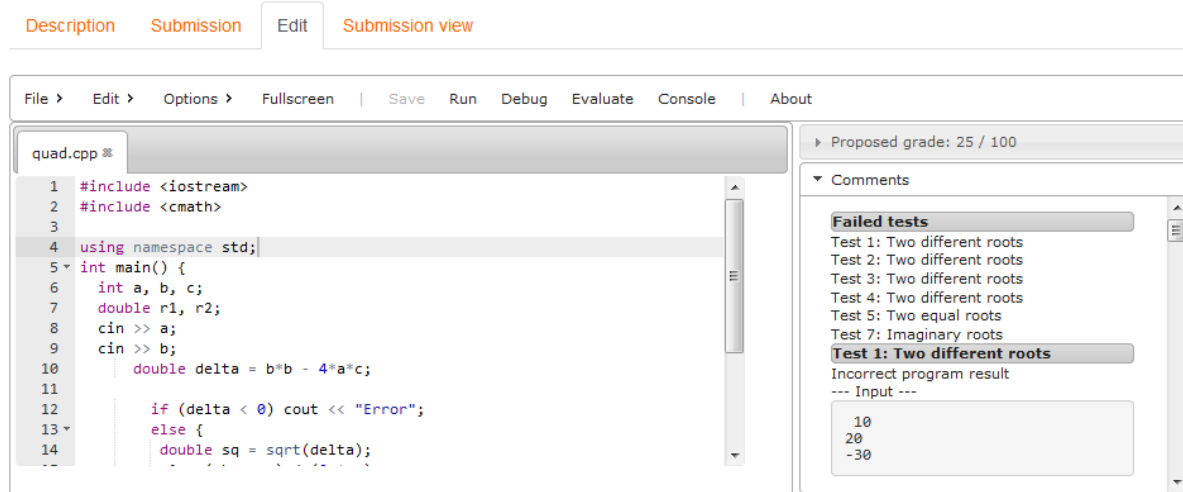 Description Submission Edit Submission view
File > Edit > Options > Fullscreen | Save Run Debug Evaluate Console | About
quad.cpp
1 #include <iostream>
2 #include <cmath>
3
4 using namespace std;
5 int main() {
6 int a, b, c;
7 double r1, r2;
8 cin >> a;
9 cin >> b;
10 double delta = b*b - 4*a*c;
11
12 if (delta < 0) cout << "Error";
13 else {
14 double sq = sqrt(delta);
Proposed grade: 25 / 100
Comments
Failed tests
Test 1: Two different roots
Test 2: Two different roots
Test 3: Two different roots
Test 4: Two different roots
Test 5: Two equal roots
Test 7: Imaginary roots
Test 1: Two different roots
Incorrect program result
--- Input ---
10
20
-30